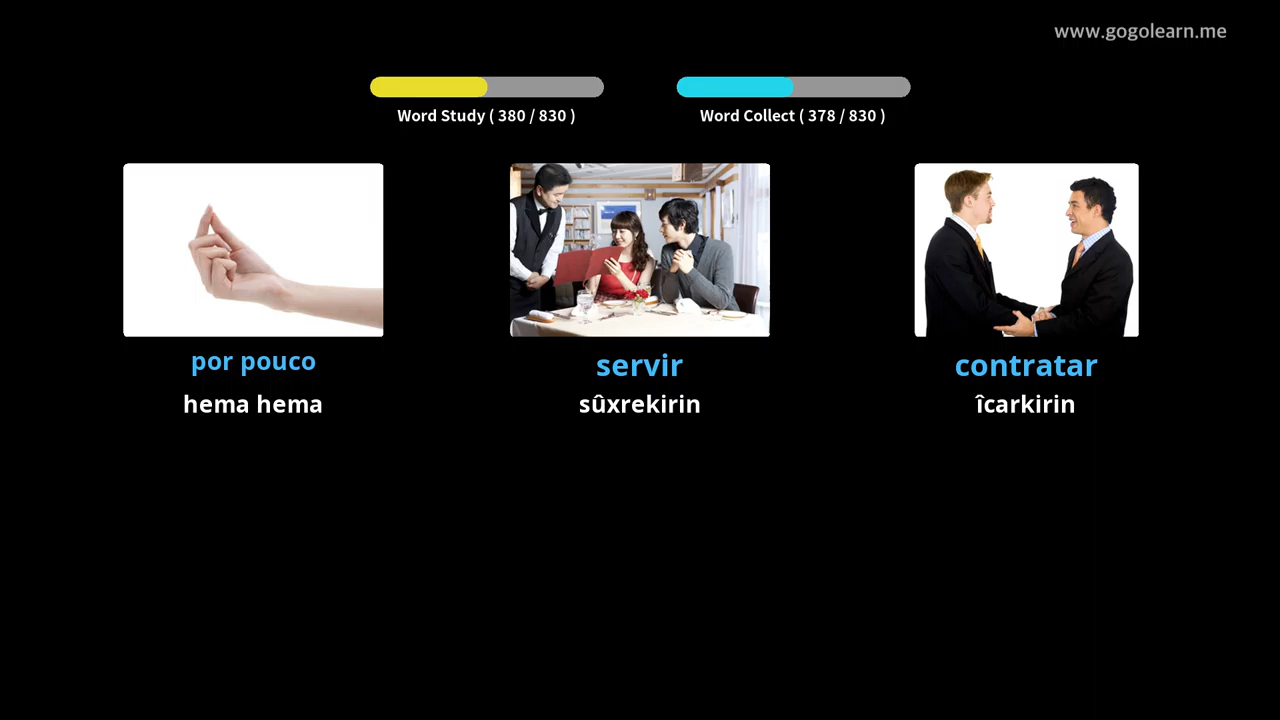 www.gogolearn.me
Word Study ( 380 / 830 )
Word Collect ( 378 / 830 )
por pouco
servir
contratar
hema hema
sûxrekirin
îcarkirin